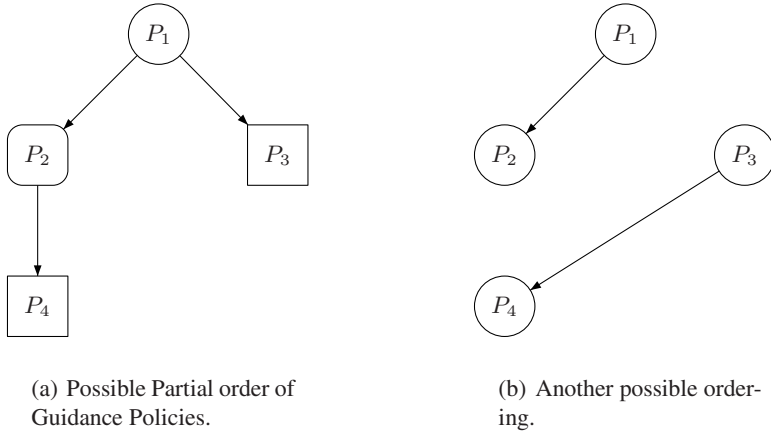 P₁
P₂
P₃
P₄
(a) Possible Partial order of
Guidance Policies.
P₁
P₂
P₃
P₄
(b) Another possible order-
ing.